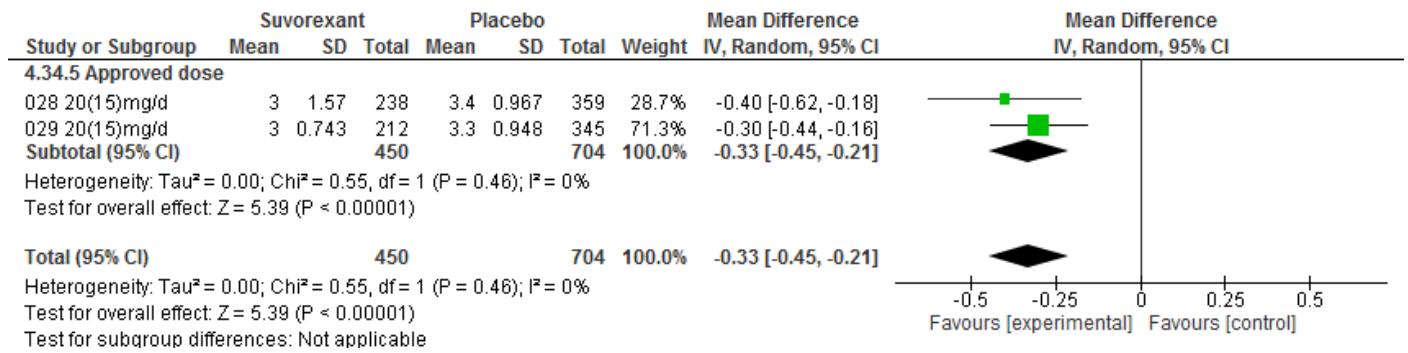 Suvorexant Placebo Mean Difference Mean Difference
Study or Subgroup Mean SD Total Mean SD Total Weight IV, Random, 95% CI IV, Random, 95% CI
4.34.5 Approved dose
028 20(15)mg/d 3 1.57 238 3.4 0.967 359 28.7% -0.40 [-0.62, -0.18]
029 20(15)mg/d 3 0.743 212 3.3 0.948 345 71.3% -0.30 [-0.44, -0.16]
Subtotal (95% CI) 450 704 100.0% -0.33 [-0.45, -0.21]
Heterogeneity: Tau² = 0.00; Chi² = 0.55, df = 1 (P = 0.46); I² = 0%
Test for overall effect: Z = 5.39 (P < 0.00001)
Total (95% CI) 450 704 100.0% -0.33 [-0.45, -0.21]
Heterogeneity: Tau² = 0.00; Chi² = 0.55, df = 1 (P = 0.46); I² = 0%
Test for overall effect: Z = 5.39 (P < 0.00001)
Test for subgroup differences: Not applicable
-0.5 -0.25 0 0.25 0.5
Favours [experimental] Favours [control]